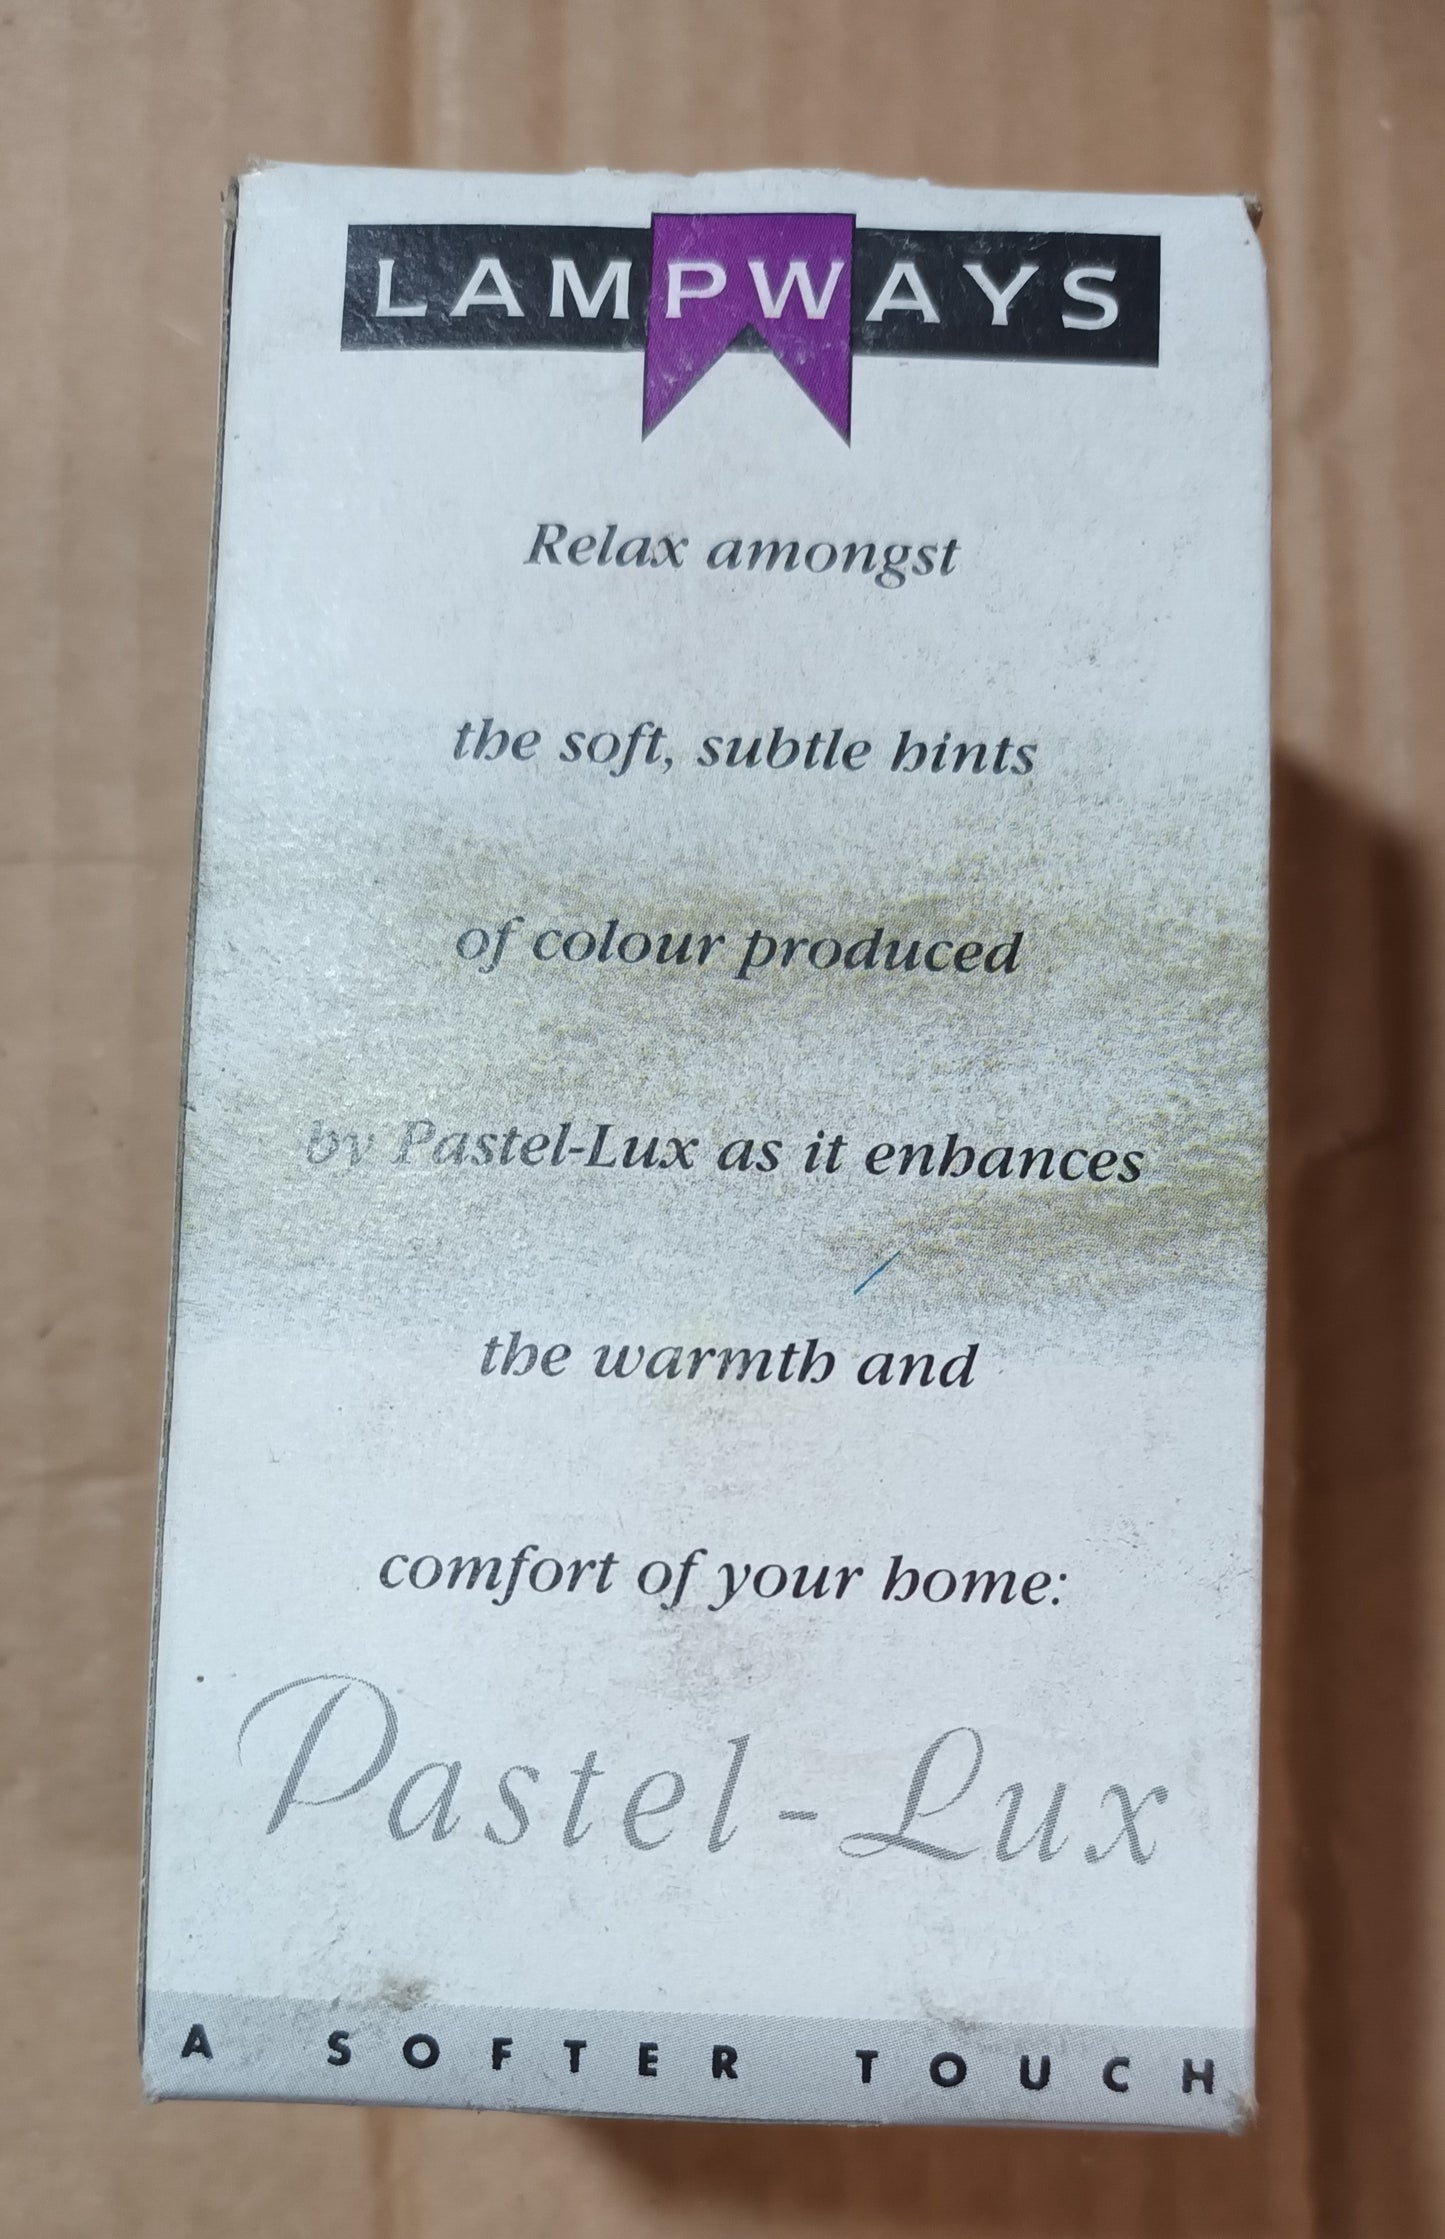 LAMPWAYS
Relax amongst
the soft, subtle hints
of colour produced
by Pastel-Lux as it enhances
the warmth and
comfort of your home:
Pastel-Lux
A SOFTER TOUCH